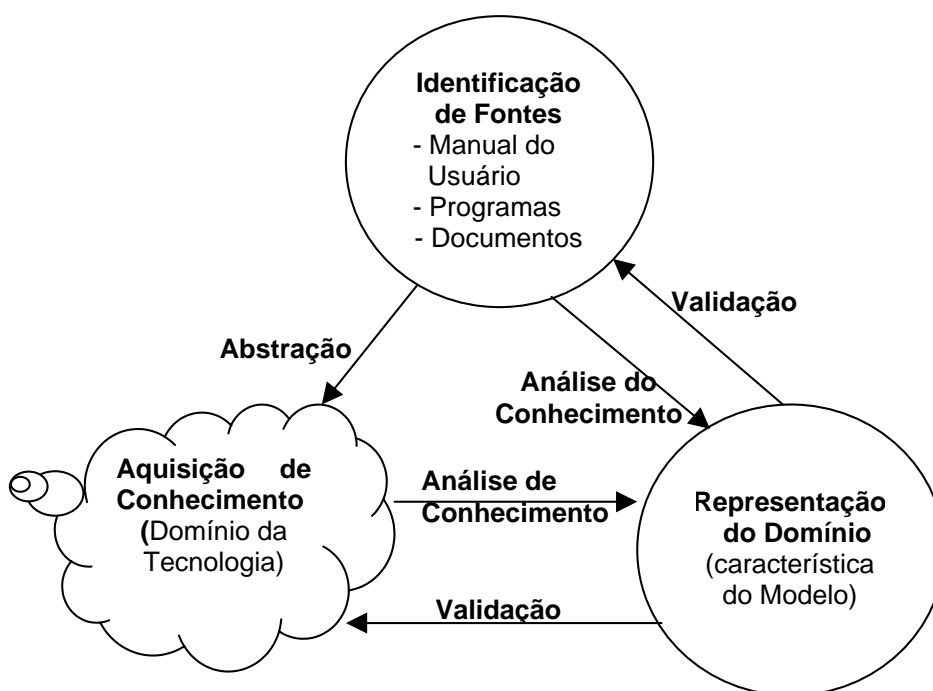 Identificação
de Fontes
- Manual do
Usuário
- Programas
- Documentos
Validação
Abstração
Análise do
Conhecimento
Aquisição de
Conhecimento
(Domínio da
Tecnologia)
Análise de
Conhecimento
Representação
do Domínio
(característica
do Modelo)
Validação